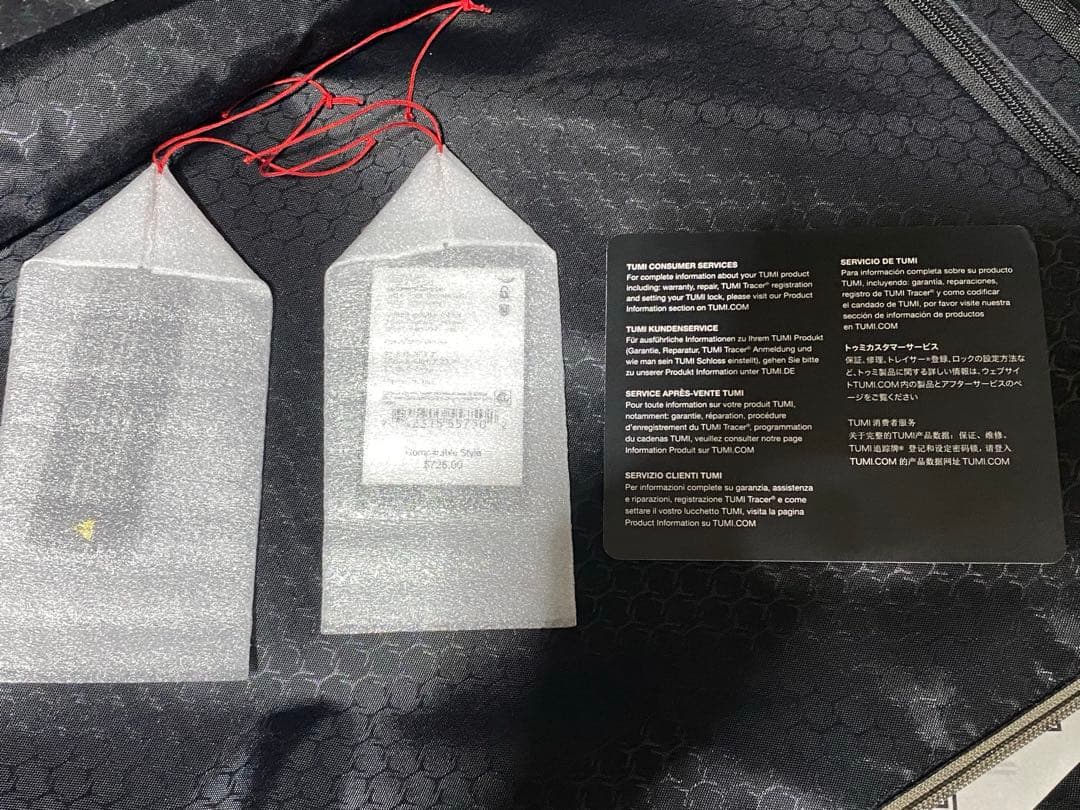 Comparable Style
$725.00
TUMI CONSUMER SERVICES
For complete information about your TUMI product
including: warranty, repair, TUMI Tracer® registration
and setting your TUMI lock, please visit our Product
Information section on TUMI.COM
TUMI KUNDENSERVICE
Für ausführliche Informationen zu Ihrem TUMI Produkt
(Garantie, Reparatur, TUMI Tracer® Anmeldung und
wie man sein TUMI Schloss einstellt), gehen Sie bitte
zu unserer Produkt Information unter TUMI.DE
SERVICE APRÈS-VENTE TUMI
Pour toute information sur votre produit TUMI,
notamment: garantie, réparation, procédure
d'enregistrement du TUMI Tracer®, programmation
du cadenas TUMI, veuillez consulter notre page
Information Produit sur TUMI.COM
SERVIZIO CLIENTI TUMI
Per informazioni complete su garanzia, assistenza
e riparazioni, registrazione TUMI Tracer® e come
settare il vostro lucchetto TUMI, visita la pagina
Product Information su TUMI.COM
SERVICIO DE TUMI
Para información completa sobre su producto
TUMI, incluyendo: garantía, reparaciones,
registro de TUMI Tracer® y como codificar
el candado de TUMI, por favor visite nuestra
sección de información de productos
en TUMI.COM
トゥミカスタマーサービス
保証、修理、トレイサー®登録、ロックの設定方法な
ど、トゥミ製品に関する詳しい情報は、ウェブサイ
トTUMI.COM内の製品とアフターサービスのペ
ージをご覧ください
TUMI 消费者服务
关于完整的TUMI产品数据: 保证、维修、
TUMI 追踪牌® 登记和设定密码锁, 请登入
TUMI.COM 的产品数据网址 TUMI.COM